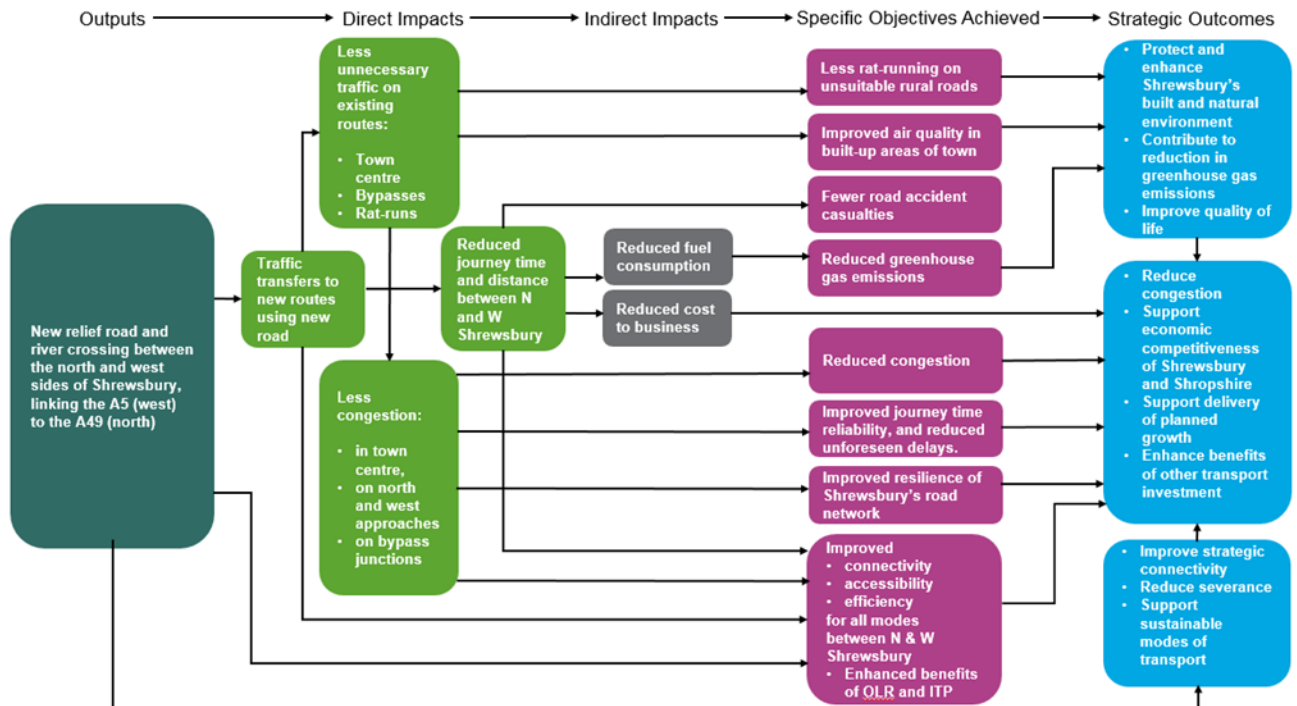 Outputs
Direct Impacts
Indirect Impacts
Specific Objectives Achieved
Strategic Outcomes
New relief road and
river crossing between
the north and west
sides of Shrewsbury,
linking the A5 (west)
to the A49 (north)
Traffic
transfers to
new routes
using new
road
Less
unnecessary
traffic on
existing
routes:
• Town
centre
• Bypasses
• Rat-runs
Reduced
journey time
and distance
between N
and W
Shrewsbury
Less
congestion:
• in town
centre,
• on north
and west
approaches
• on bypass
junctions
Reduced fuel
consumption
Reduced cost
to business
Less rat-running on
unsuitable rural roads
Improved air quality in
built-up areas of town
Fewer road accident
casualties
Reduced greenhouse
gas emissions
Reduced congestion
Improved journey time
reliability, and reduced
unforeseen delays.
Improved resilience of
Shrewsbury's road
network
Improved
• connectivity
• accessibility
• efficiency
for all modes
between N & W
Shrewsbury
• Enhanced benefits
of OLR and ITP
• Protect and
enhance
Shrewsbury's
built and natural
environment
• Contribute to
reduction in
greenhouse gas
emissions
• Improve quality of
life
• Reduce
congestion
• Support
economic
competitiveness
of Shrewsbury
and Shropshire
• Support delivery
of planned
growth
• Enhance benefits
of other transport
investment
• Improve strategic
connectivity
• Reduce severance
• Support
sustainable
modes of
transport